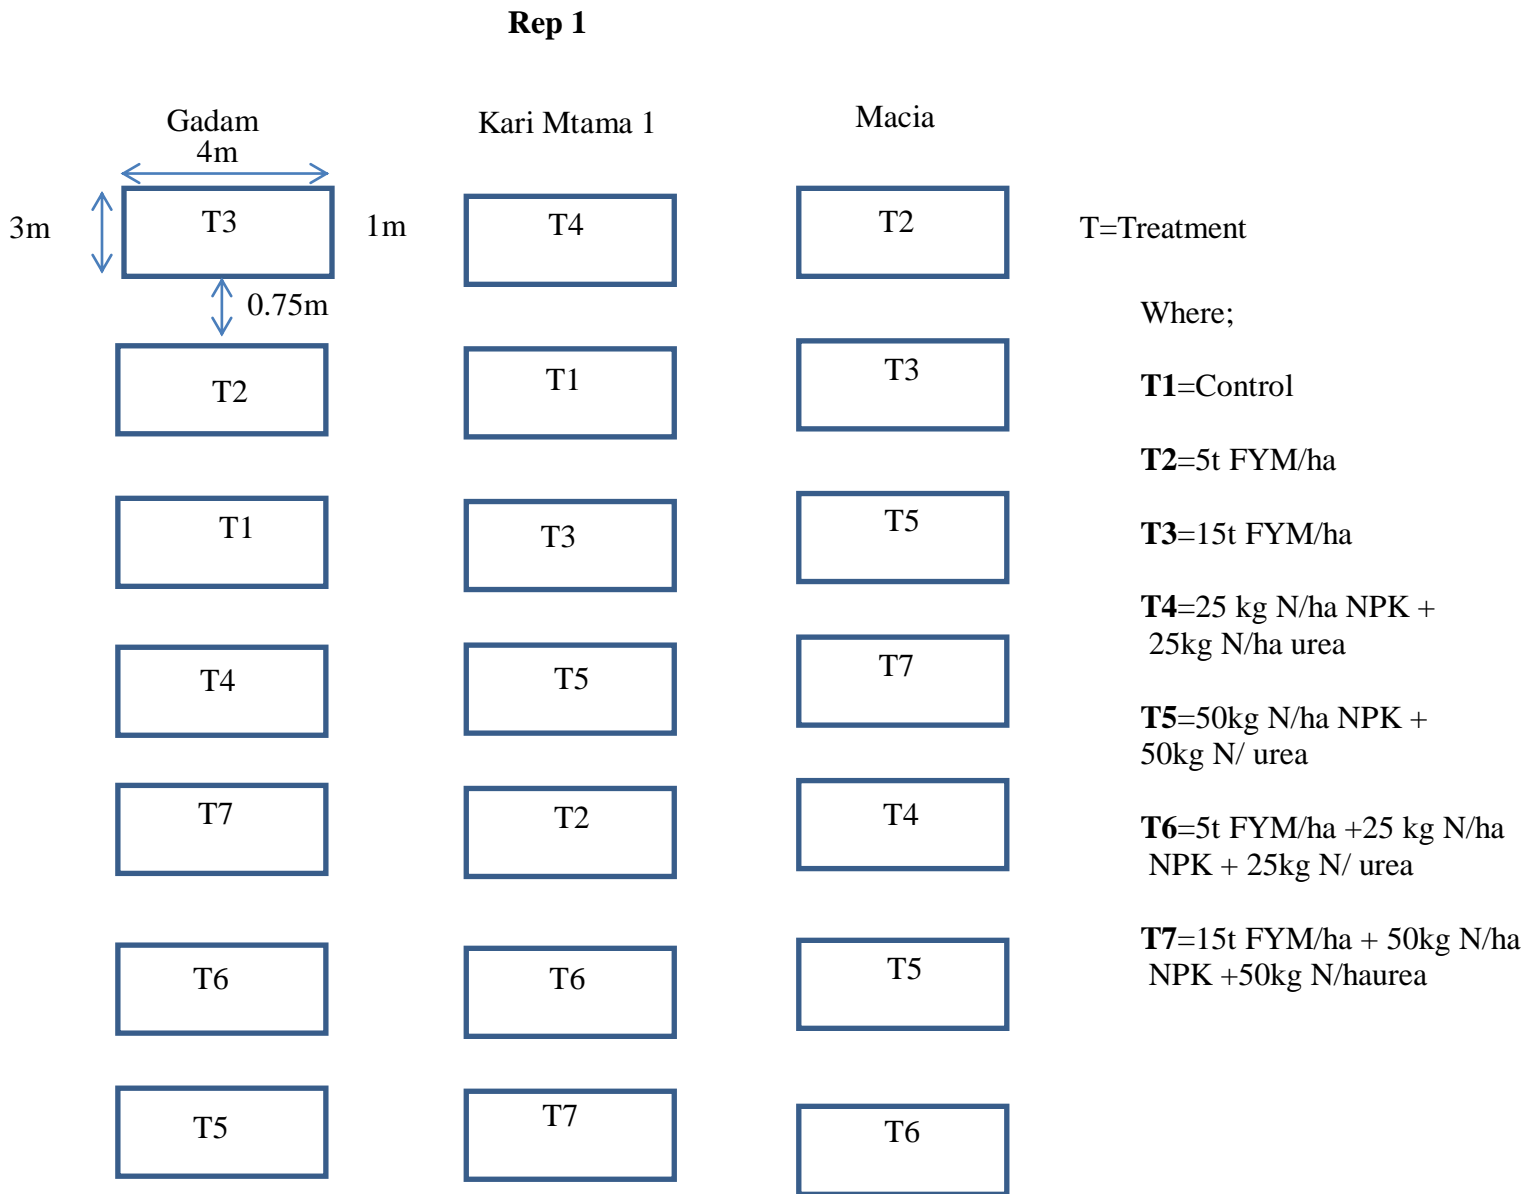 Rep 1
Gadam
Kari Mtama 1
Macia
4m
3m
T3
1m
T4
T2
T=Treatment
0.75m
Where;
T2
T1
T3
T1=Control
T2=5t FYM/ha
T1
T3
T5
T3=15t FYM/ha
T4=25 kg N/ha NPK +
25kg N/ha urea
T4
T5
T7
T5=50kg N/ha NPK +
50kg N/ urea
T7
T2
T4
T6=5t FYM/ha +25 kg N/ha
NPK + 25kg N/ urea
T6
T6
T5
T7=15t FYM/ha + 50kg N/ha
NPK +50kg N/haurea
T5
T7
T6